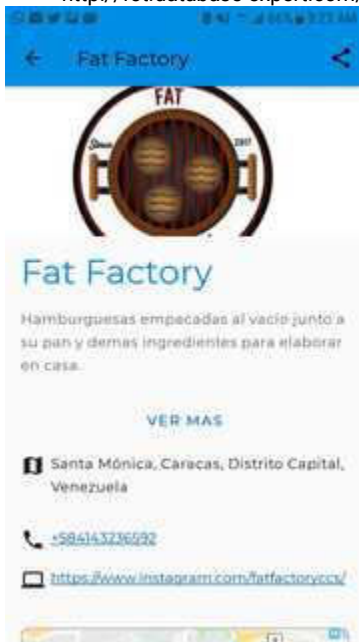 Fat Factory
FAT
Since
2017
Fat Factory
Hamburguesas empacadas al vacío junto a
su pan y demas ingredientes para elaborar
en casa.
VER MAS
Santa Mónica, Caracas, Distrito Capital,
Venezuela
+584143236592
https://www.instagram.com/fatfactoryccs/